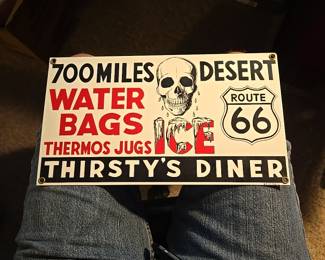 700 MILES DESERT
WATER
BAGS
THERMOS JUGS
ICE
ROUTE
66
THIRSTY'S DINER